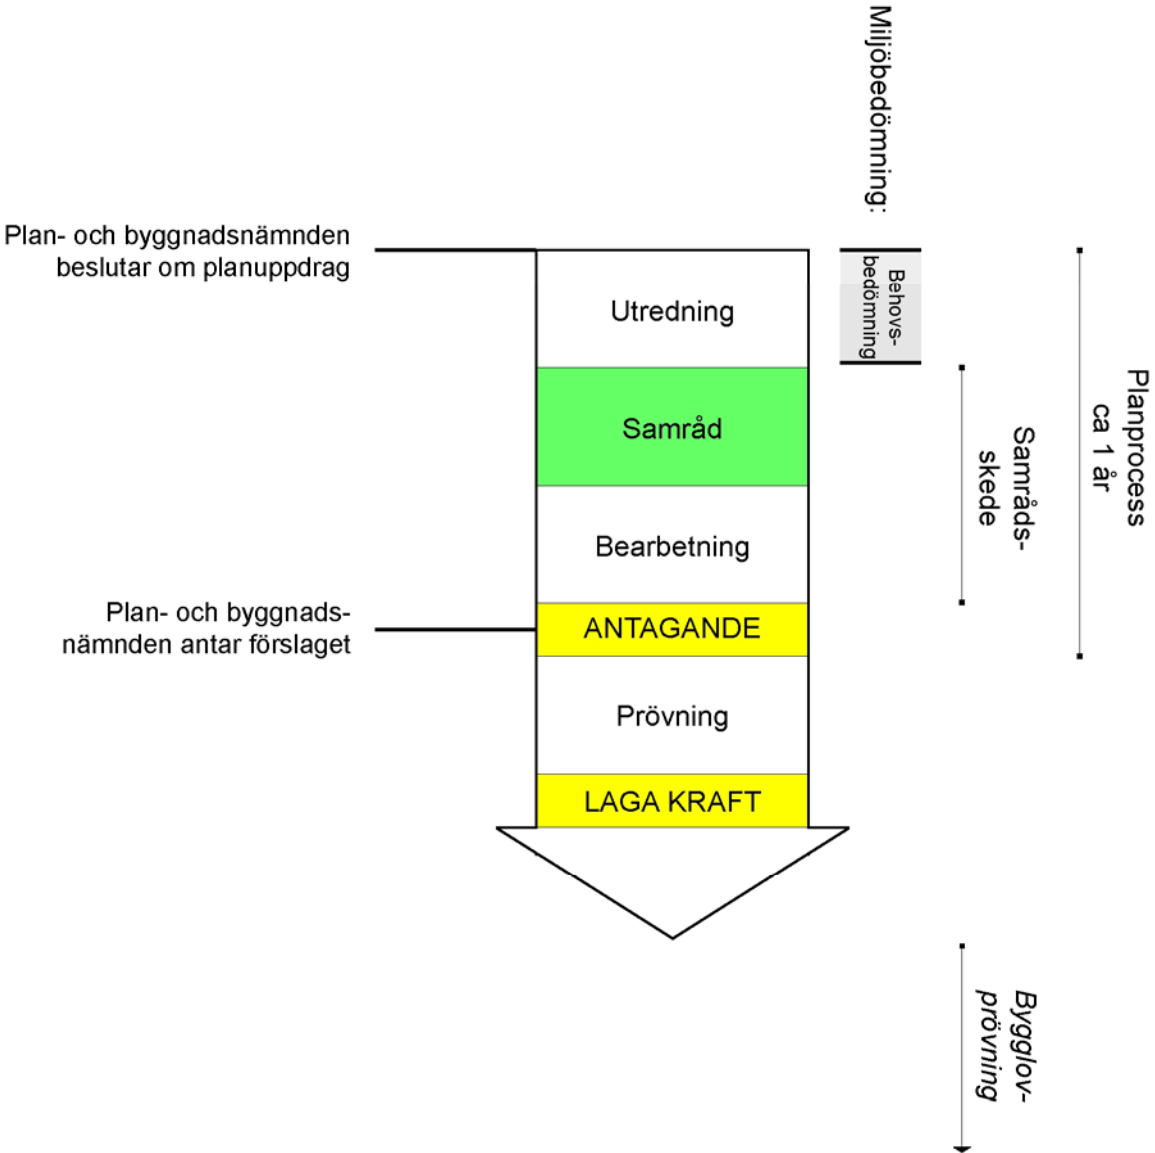 Miljöbedömning:
Plan- och byggnadsnämnden
beslutar om planuppdrag
Utredning
Behovs-
bedömning
Samråd
Bearbetning
Samråds-
skede
Planprocess
ca 1 år
Plan- och byggnads-
nämnden antar förslaget
ANTAGANDE
Prövning
LAGA KRAFT
Bygglov-
prövning